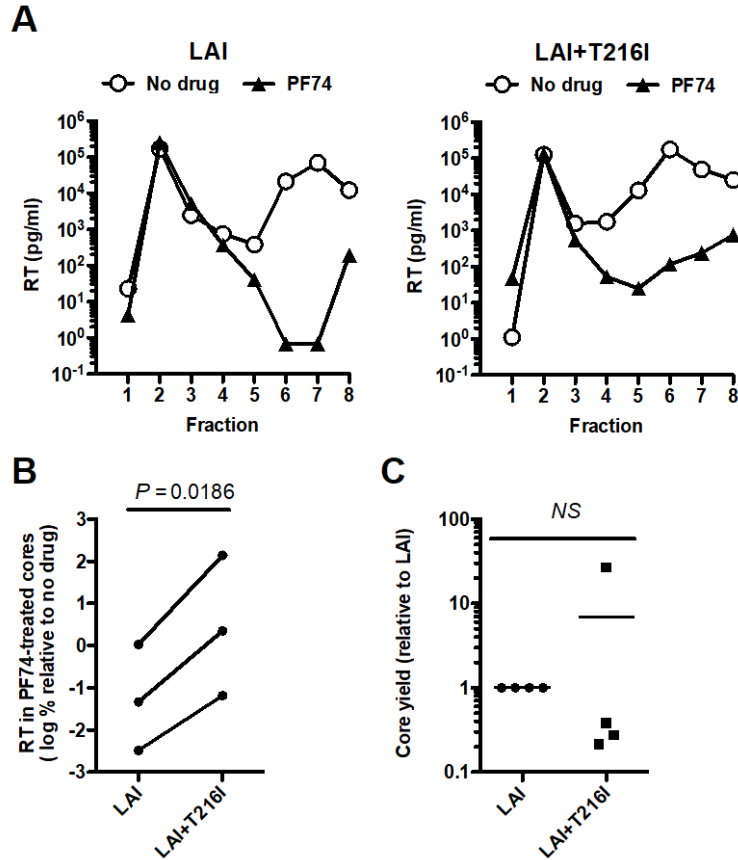 A
LAI
No drug PF74
RT (pg/ml)
10^6
10^5
10^4
10^3
10^2
10^1
10^0
10^-1
1 2 3 4 5 6 7 8
Fraction
LAI+T216I
No drug PF74
RT (pg/ml)
10^6
10^5
10^4
10^3
10^2
10^1
10^0
10^-1
1 2 3 4 5 6 7 8
Fraction
B
P = 0.0186
RT in PF74-treated cores
( log % relative to no drug)
3
2
1
0
-1
-2
-3
LAI
LAI+T216I
C
NS
Core yield (relative to LAI)
100
10
1
0.1
LAI
LAI+T216I